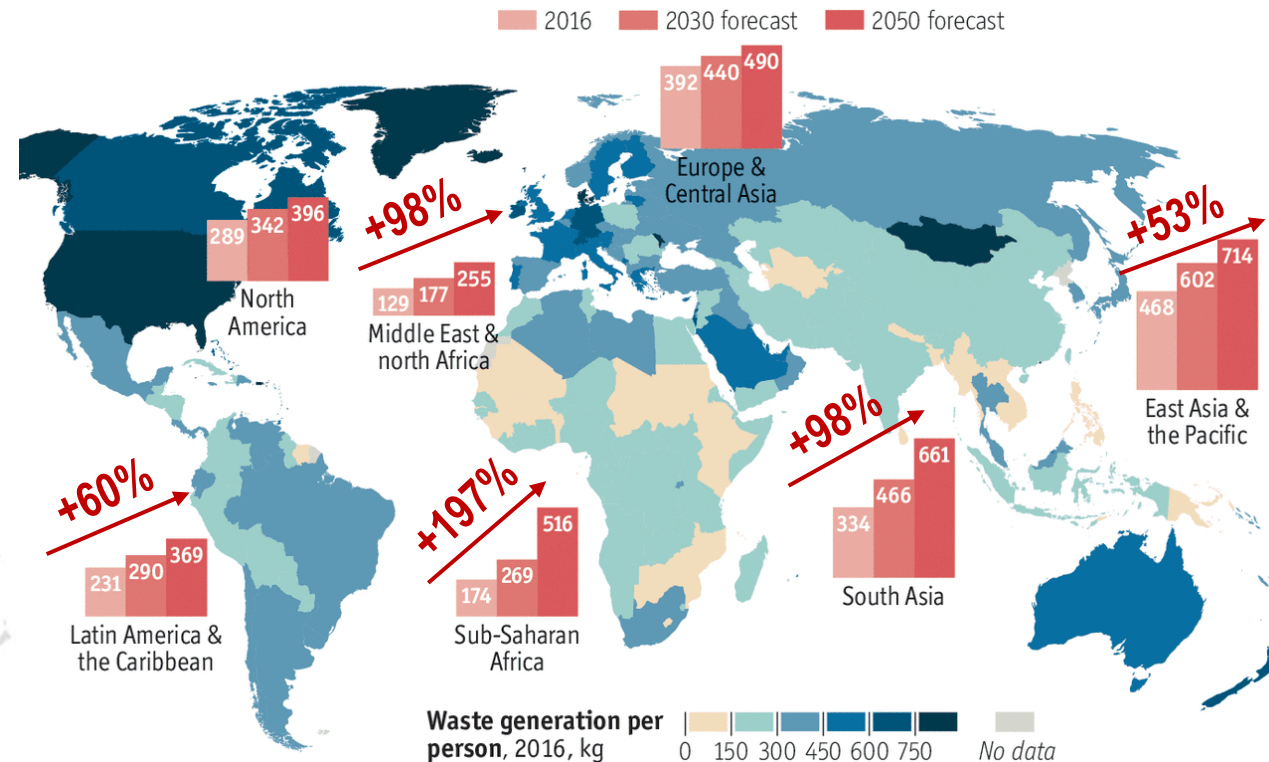 2016 2030 forecast 2050 forecast
392 440 490
Europe &
Central Asia
289 342 396
North
America
+98%
129 177 255
Middle East &
north Africa
+53%
468 602 714
East Asia &
the Pacific
+60%
231 290 369
Latin America &
the Caribbean
+197%
174 269 516
Sub-Saharan
Africa
+98%
334 466 661
South Asia
Waste generation per
person, 2016, kg
0 150 300 450 600 750
No data